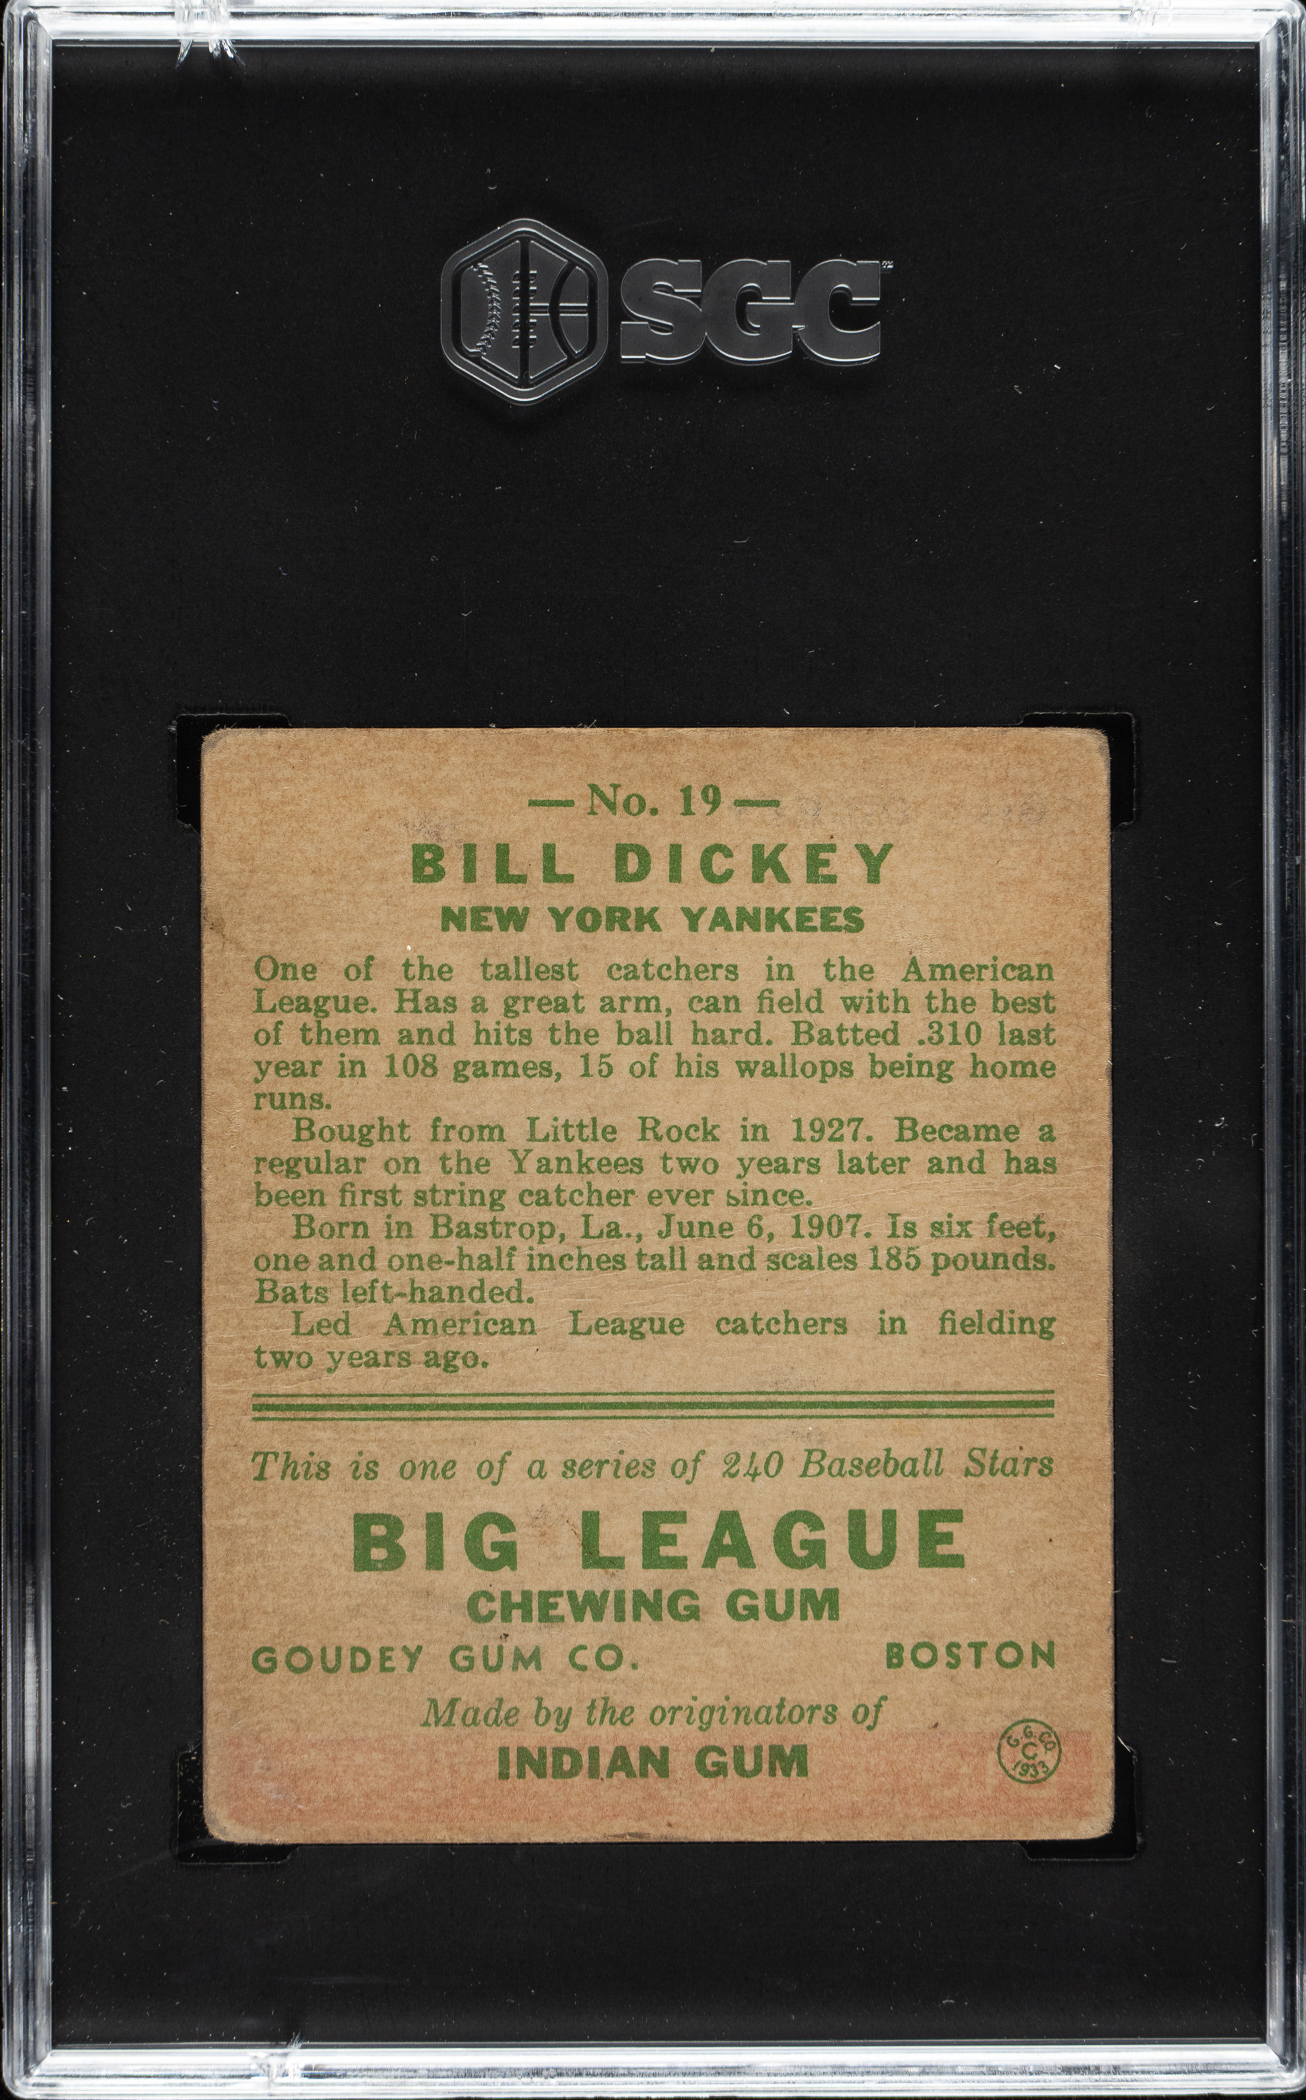 SGC™
—No. 19—
BILL DICKEY
NEW YORK YANKEES
One of the tallest catchers in the American
League. Has a great arm, can field with the best
of them and hits the ball hard. Batted .310 last
year in 108 games, 15 of his wallops being home
runs.
Bought from Little Rock in 1927. Became a
regular on the Yankees two years later and has
been first string catcher ever since.
Born in Bastrop, La., June 6, 1907. Is six feet,
one and one-half inches tall and scales 185 pounds.
Bats left-handed.
Led American League catchers in fielding
two years ago.
This is one of a series of 240 Baseball Stars
BIG LEAGUE
CHEWING GUM
GOUDEY GUM CO. BOSTON
Made by the originators of
INDIAN GUM
G. G. CO.
C
1933